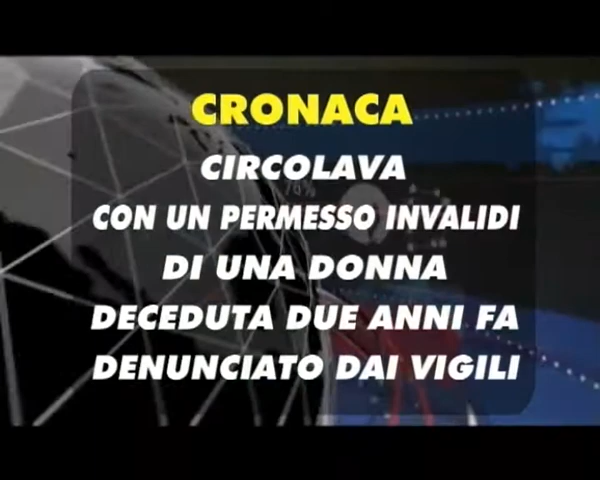 CRONACA
CIRCOLAVA
CON UN PERMESSO INVALIDI
DI UNA DONNA
DECEDUTA DUE ANNI FA
DENUNCIATO DAI VIGILI